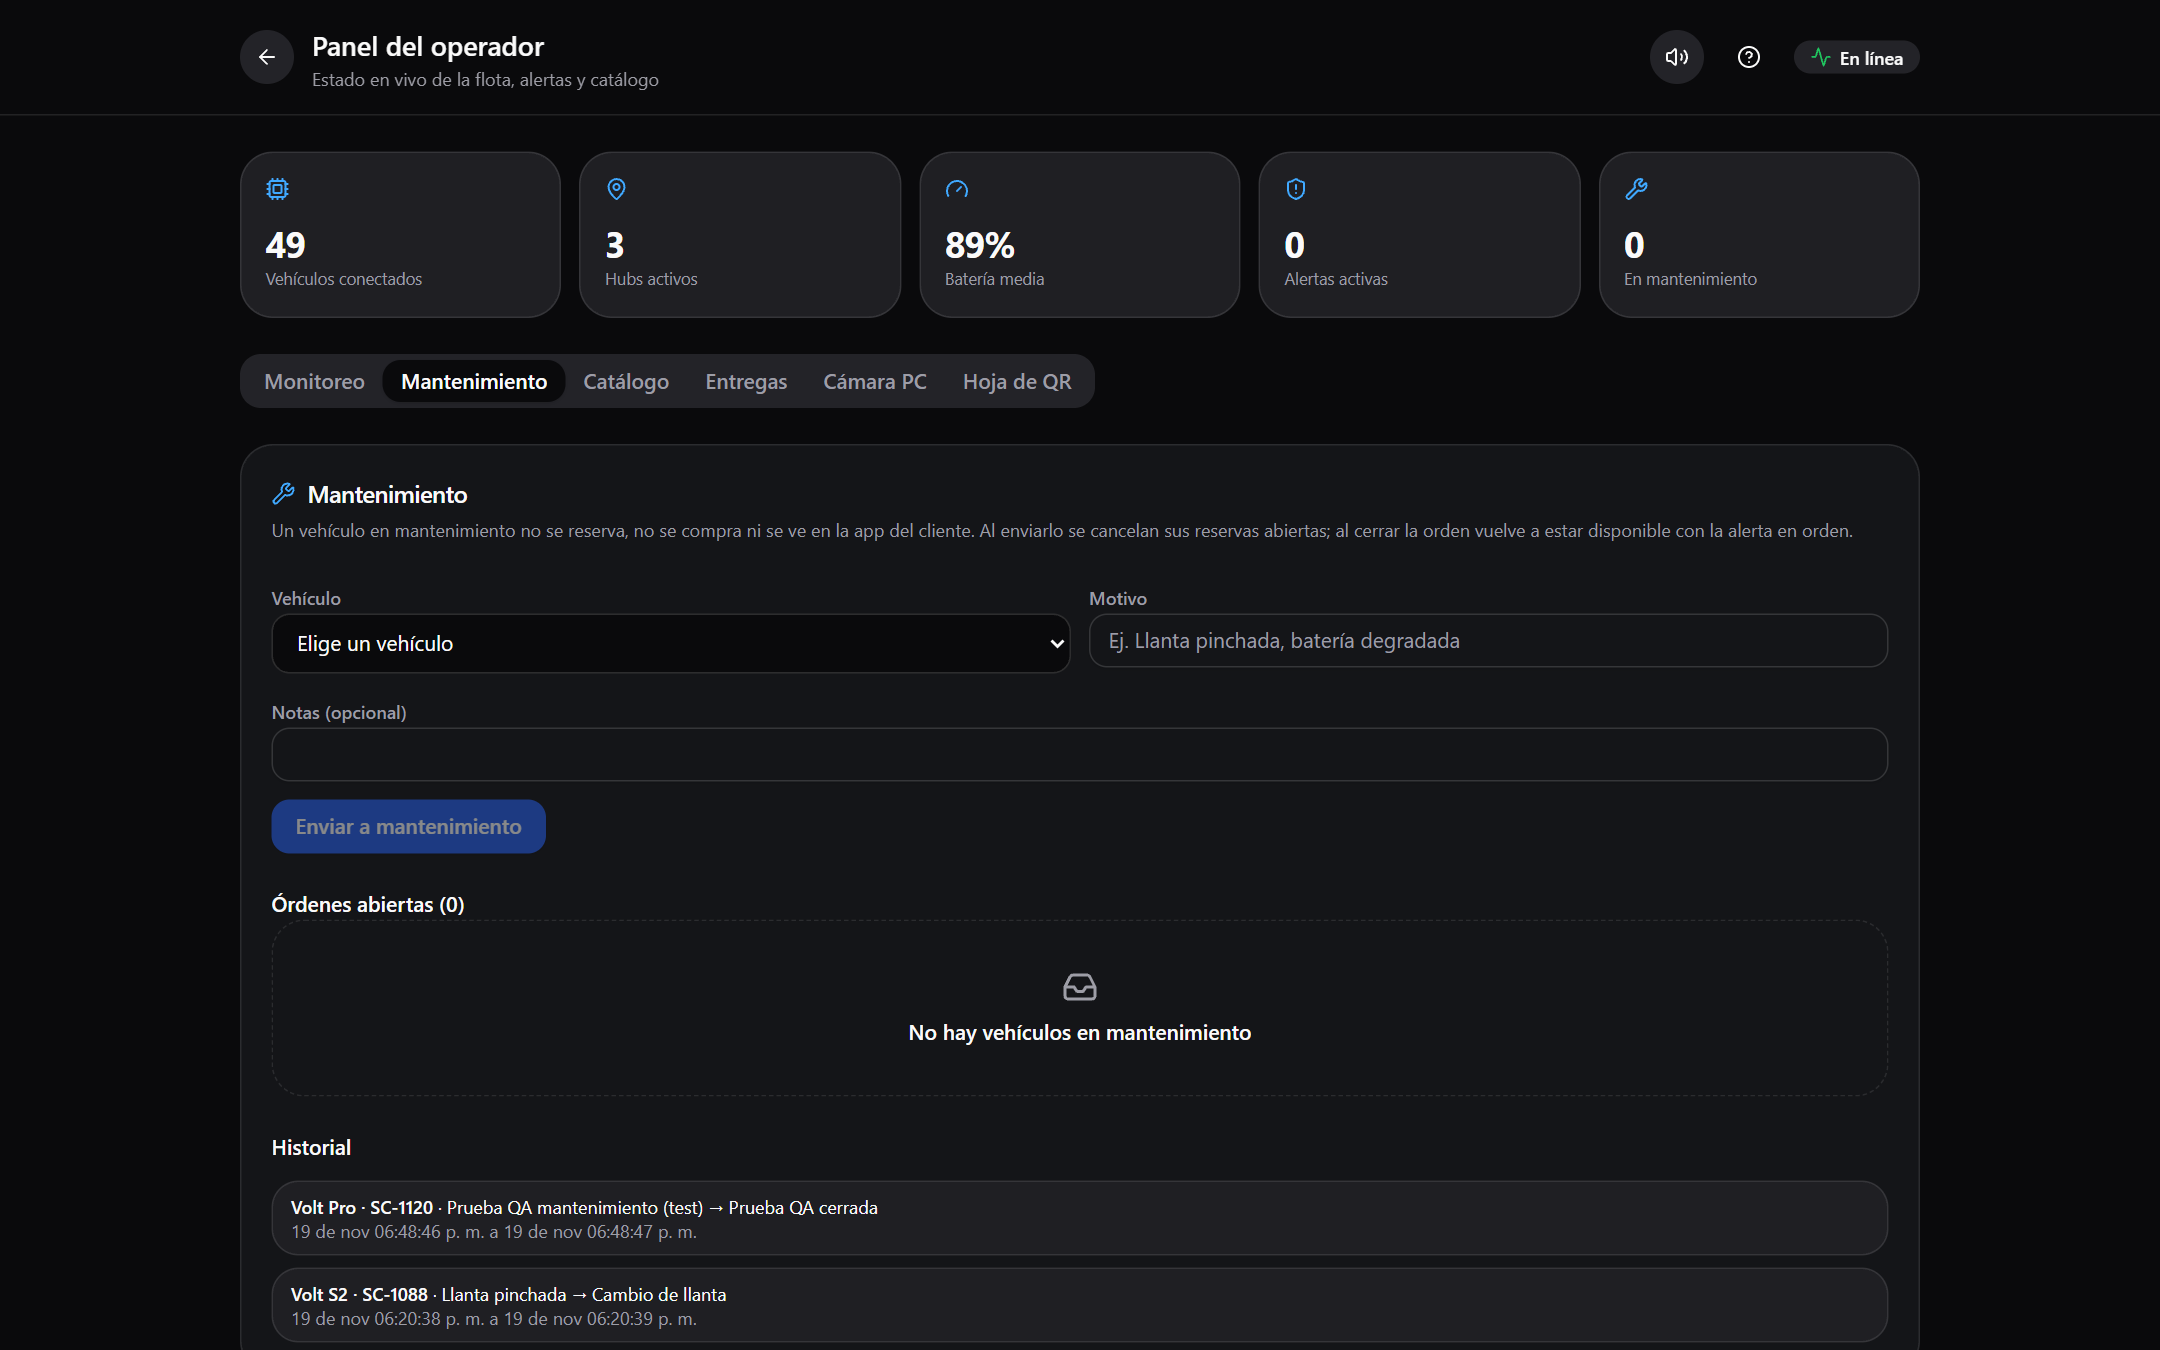 Panel del operador
Estado en vivo de la flota, alertas y catálogo
En línea
49
Vehículos conectados
3
Hubs activos
89%
Batería media
0
Alertas activas
0
En mantenimiento
Monitoreo
Mantenimiento
Catálogo
Entregas
Cámara PC
Hoja de QR
Mantenimiento
Un vehículo en mantenimiento no se reserva, no se compra ni se ve en la app del cliente. Al enviarlo se cancelan sus reservas abiertas; al cerrar la orden vuelve a estar disponible con la alerta en orden.
Vehículo
Elige un vehículo
Motivo
Ej. Llanta pinchada, batería degradada
Notas (opcional)
Enviar a mantenimiento
Órdenes abiertas (0)
No hay vehículos en mantenimiento
Historial
Volt Pro · SC-1120 · Prueba QA mantenimiento (test) → Prueba QA cerrada
19 de nov 06:48:46 p. m. a 19 de nov 06:48:47 p. m.
Volt S2 · SC-1088 · Llanta pinchada → Cambio de llanta
19 de nov 06:20:38 p. m. a 19 de nov 06:20:39 p. m.